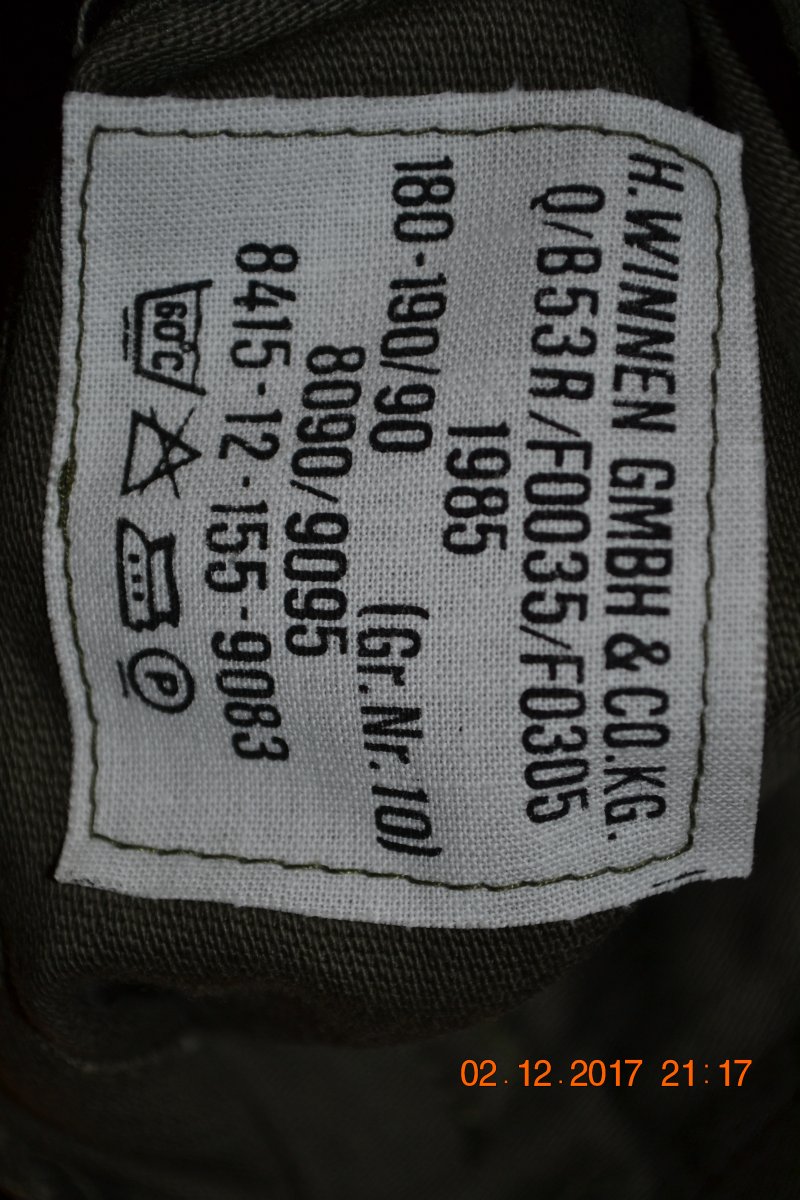 H.WINNEN GMBH & CO.KG.
Q/B53R/F0035/F0305
1985
180-190/90 (Gr.Nr.10)
8090/9095
8415-12-155-9083
60°C P
02.12.2017 21:17